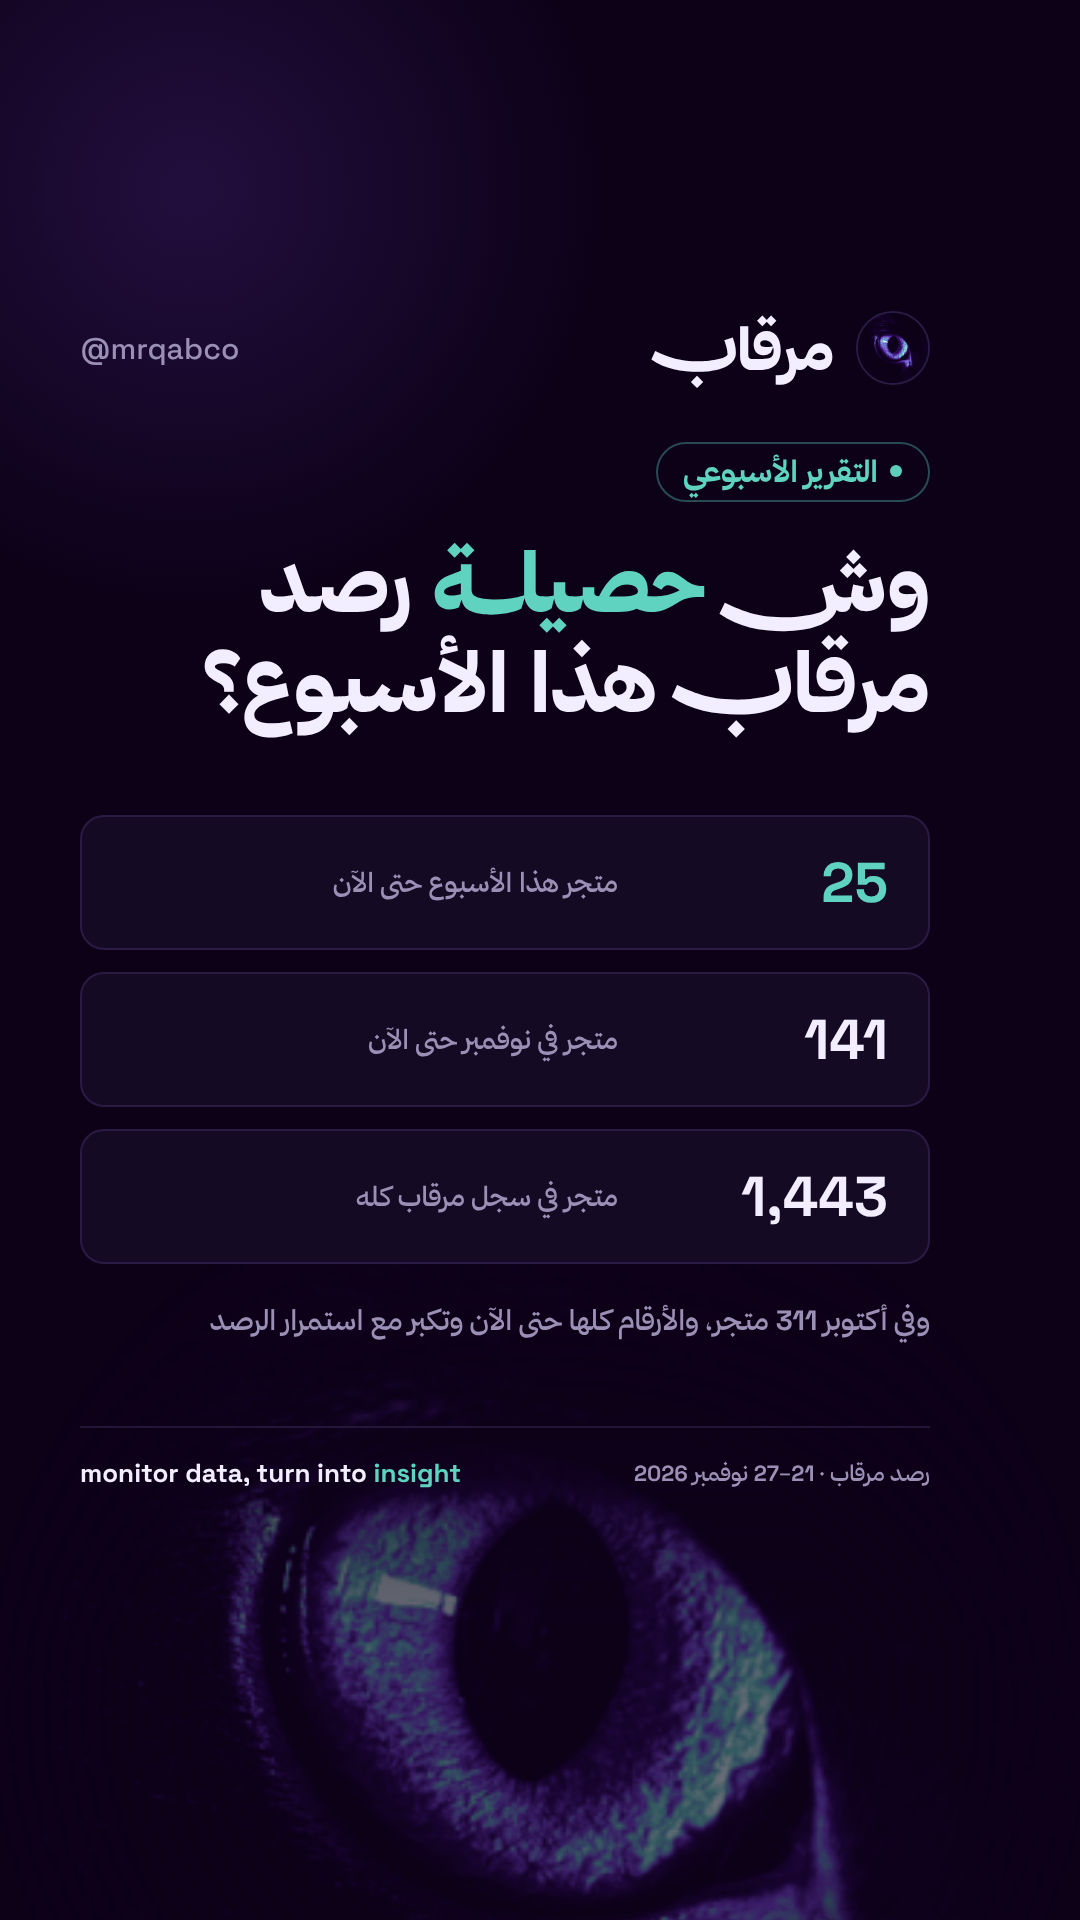 مرقاب
@mrqabco
التقرير الأسبوعي
وش حصيلة رصد
مرقاب هذا الأسبوع؟
25
متجر هذا الأسبوع حتى الآن
141
متجر في نوفمبر حتى الآن
1,443
متجر في سجل مرقاب كله
وفي أكتوبر 311 متجر، والأرقام كلها حتى الآن وتكبر مع استمرار الرصد
رصد مرقاب · 21–27 نوفمبر 2026
monitor data, turn into insight